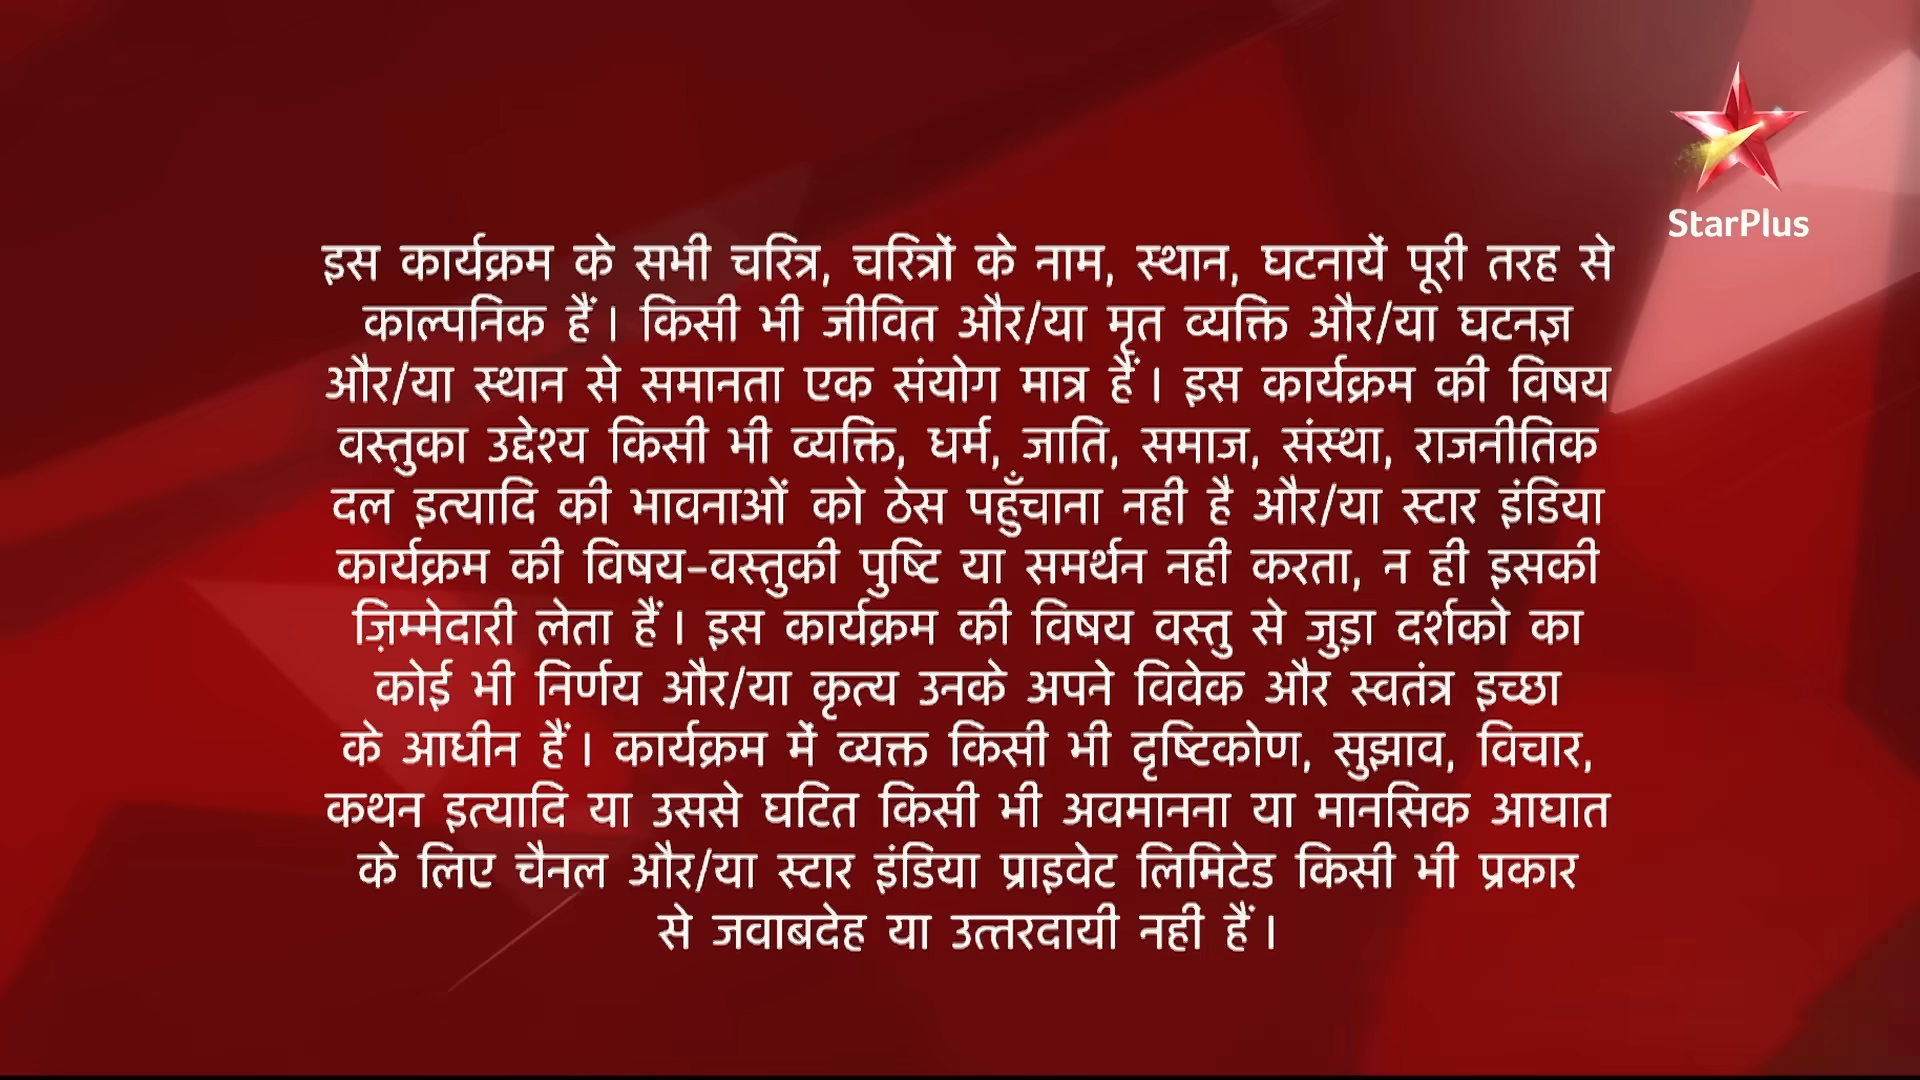 StarPlus
इस कार्यक्रम के सभी चरित्र, चरित्रों के नाम, स्थान, घटनायें पूरी तरह से
काल्पनिक हैं। किसी भी जीवित और/या मृत व्यक्ति और/या घटनज्ञ
और/या स्थान से समानता एक संयोग मात्र हैं। इस कार्यक्रम की विषय
वस्तुका उद्देश्य किसी भी व्यक्ति, धर्म, जाति, समाज, संस्था, राजनीतिक
दल इत्यादि की भावनाओं को ठेस पहुँचाना नही है और/या स्टार इंडिया
कार्यक्रम की विषय-वस्तुकी पुष्टि या समर्थन नहीं करता, न ही इसकी
ज़िम्मेदारी लेता हैं। इस कार्यक्रम की विषय वस्तु से जुड़ा दर्शको का
कोई भी निर्णय और/या कृत्य उनके अपने विवेक और स्वतंत्र इच्छा
के आधीन हैं। कार्यक्रम में व्यक्त किसी भी दृष्टिकोण, सुझाव, विचार,
कथन इत्यादि या उससे घटित किसी भी अवमानना या मानसिक आघात
के लिए चैनल और/या स्टार इंडिया प्राइवेट लिमिटेड किसी भी प्रकार
से जवाबदेह या उत्तरदायी नहीं हैं।